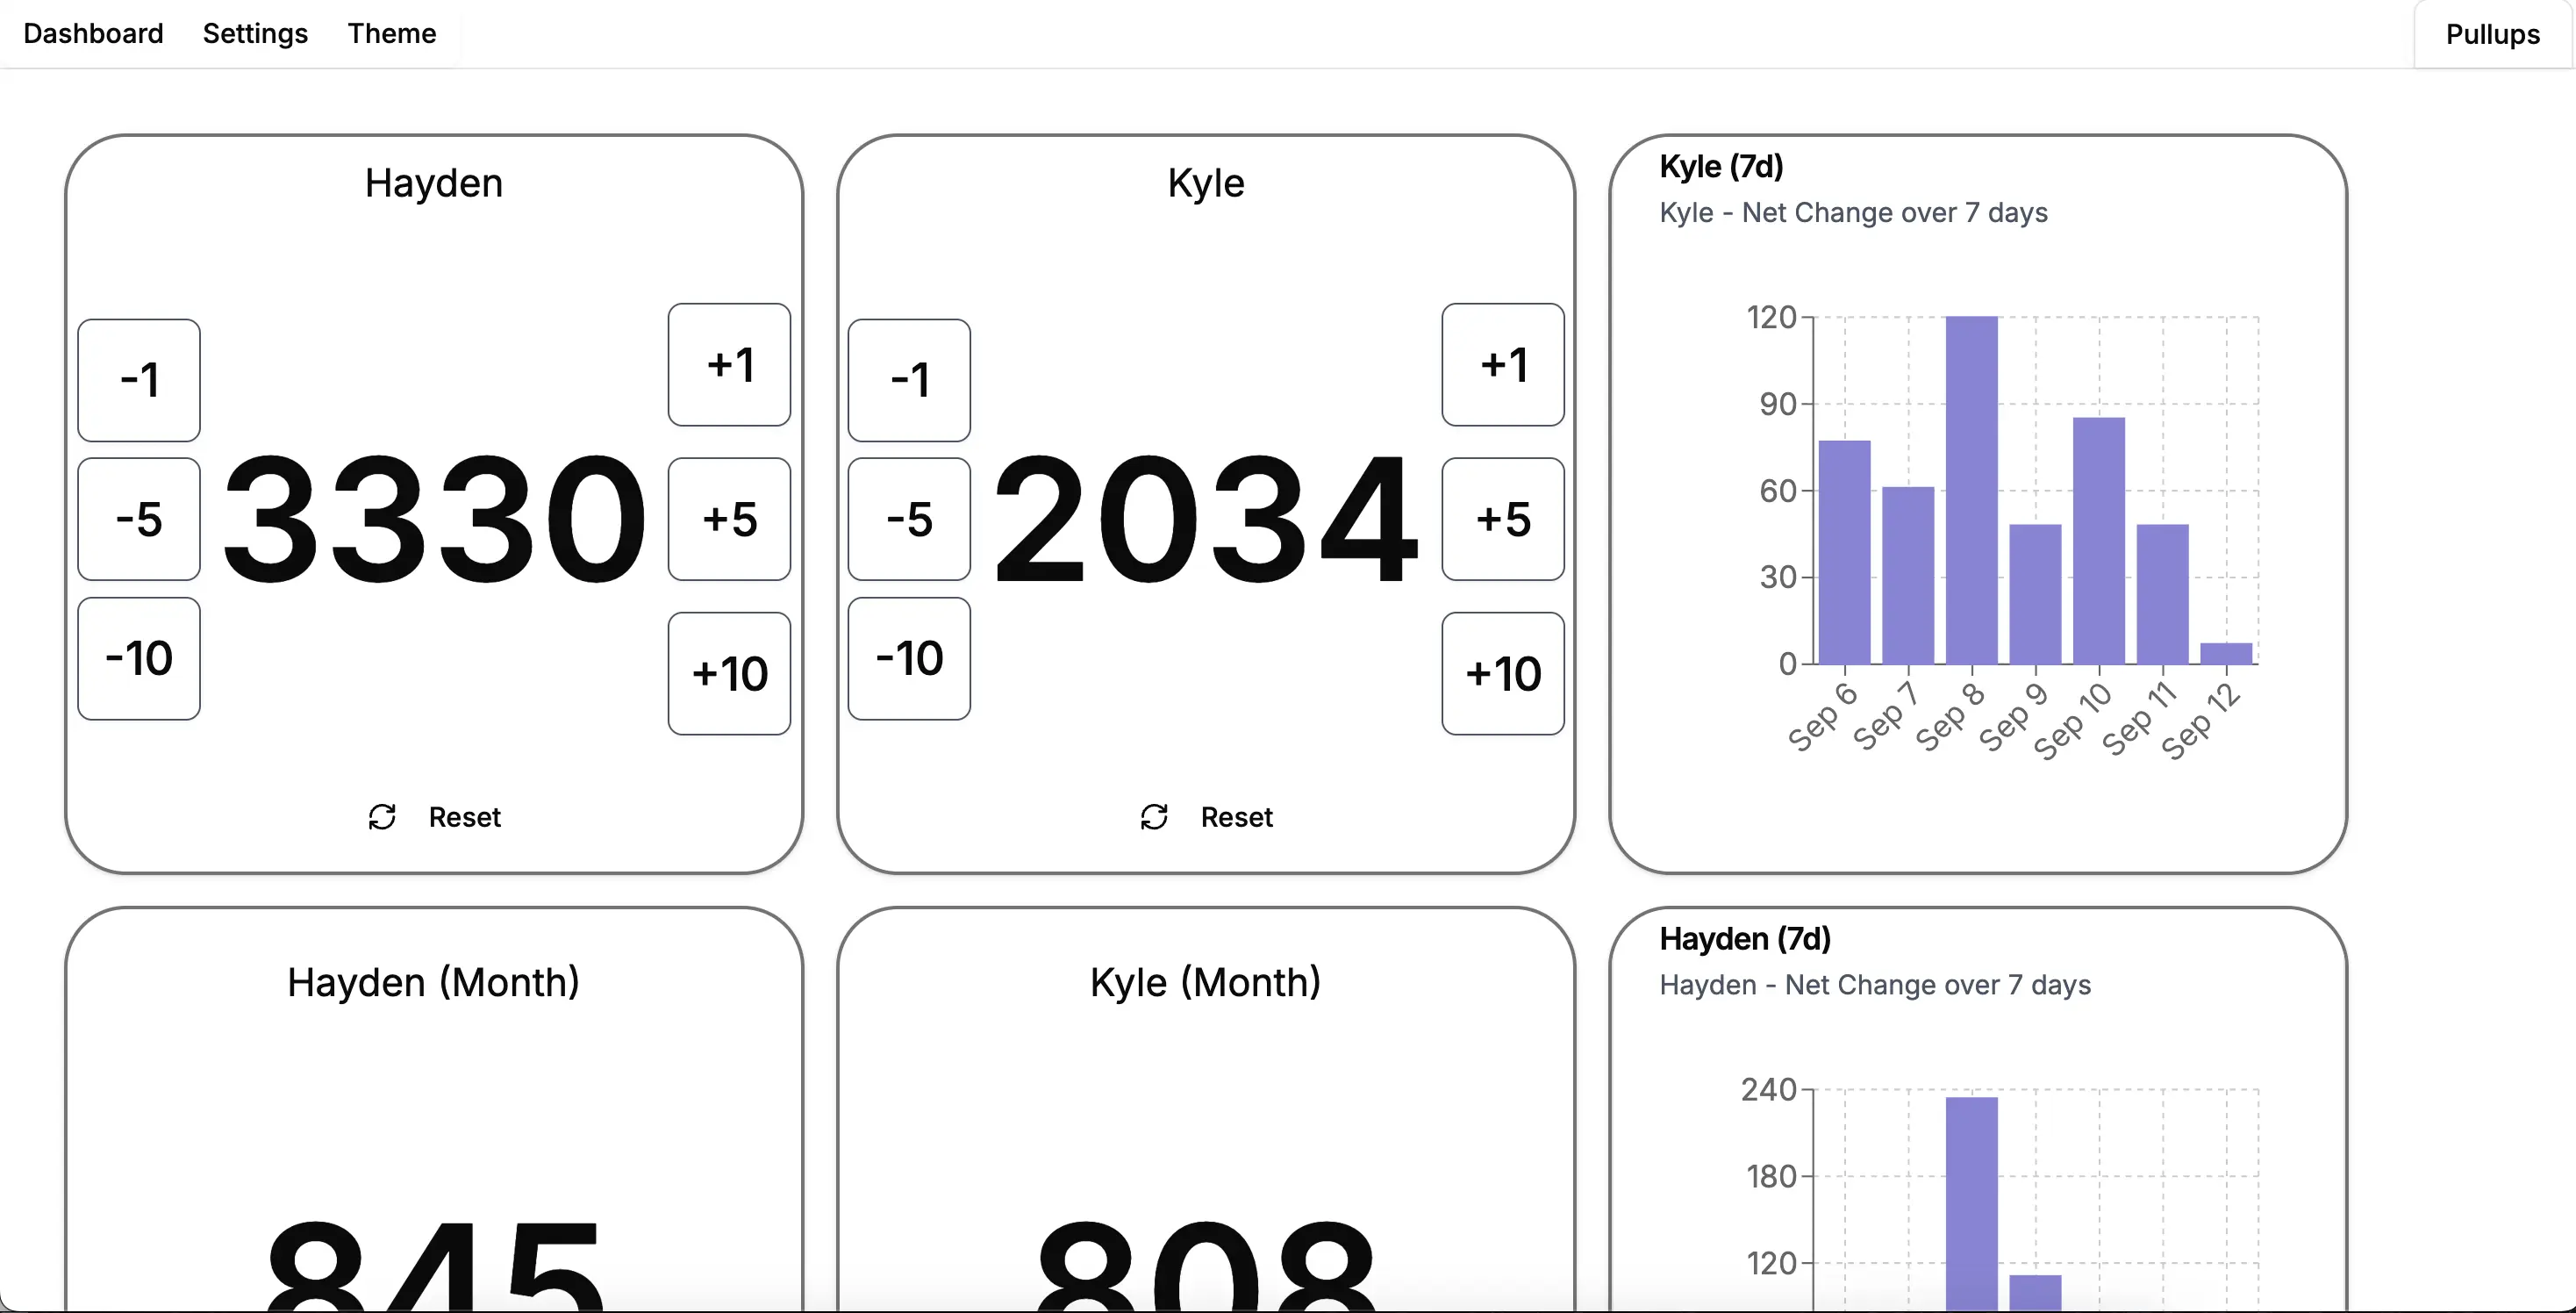 Dashboard Settings Theme Pullups
Hayden
-1
-5
-10
3330
+1
+5
+10
Reset
Kyle
-1
-5
-10
2034
+1
+5
+10
Reset
Kyle (7d)
Kyle - Net Change over 7 days
120
90
60
30
0
Sep 6
Sep 7
Sep 8
Sep 9
Sep 10
Sep 11
Sep 12
Hayden (Month)
845
Kyle (Month)
808
Hayden (7d)
Hayden - Net Change over 7 days
240
180
120